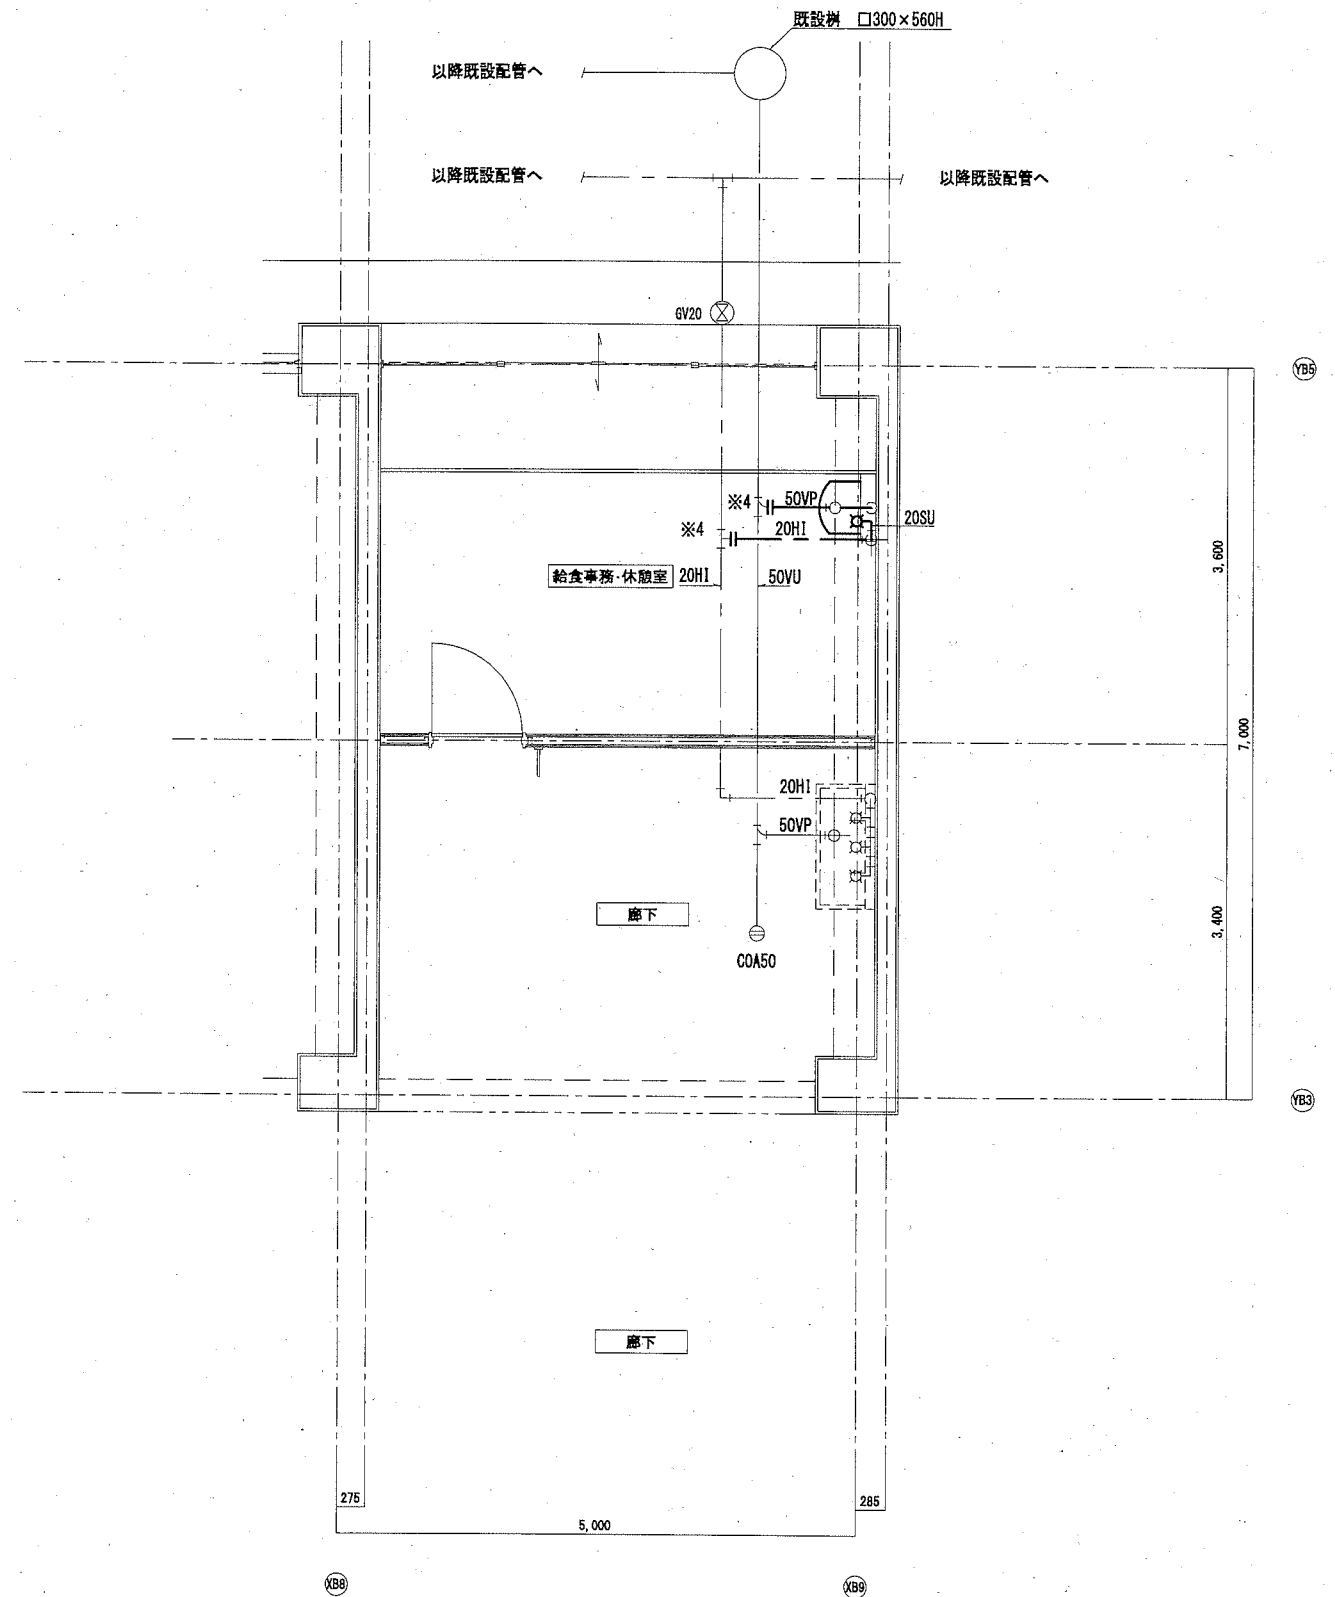 既設桝 □300×560H
以降既設配管へ
以降既設配管へ
以降既設配管へ
GV20
YB5
※4
50VP
20SU
※4
20HI
給食事務・休憩室
20HI
50VU
3,600
7,000
20HI
50VP
3,400
廊下
COA50
YB3
廊下
275
285
5,000
XB8
XB9